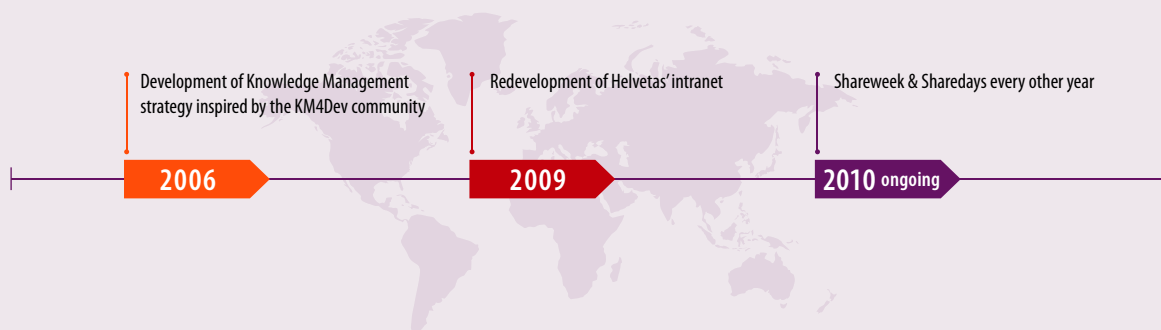 Development of Knowledge Management
strategy inspired by the KM4Dev community
2006
Redevelopment of Helvetas’ intranet
2009
Shareweek & Sharedays every other year
2010 ongoing